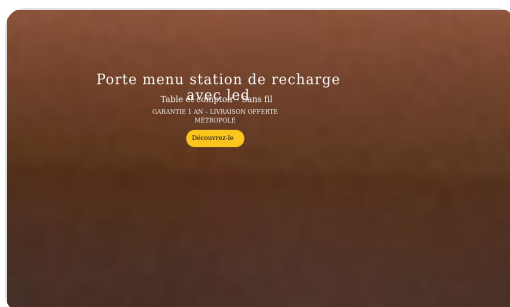 Porte menu station de recharge
avec led
Table et compton - Sans fil
GARANTIE 1 AN – LIVRAISON OFFERTE
MÉTROPOLE
Découvrez-le